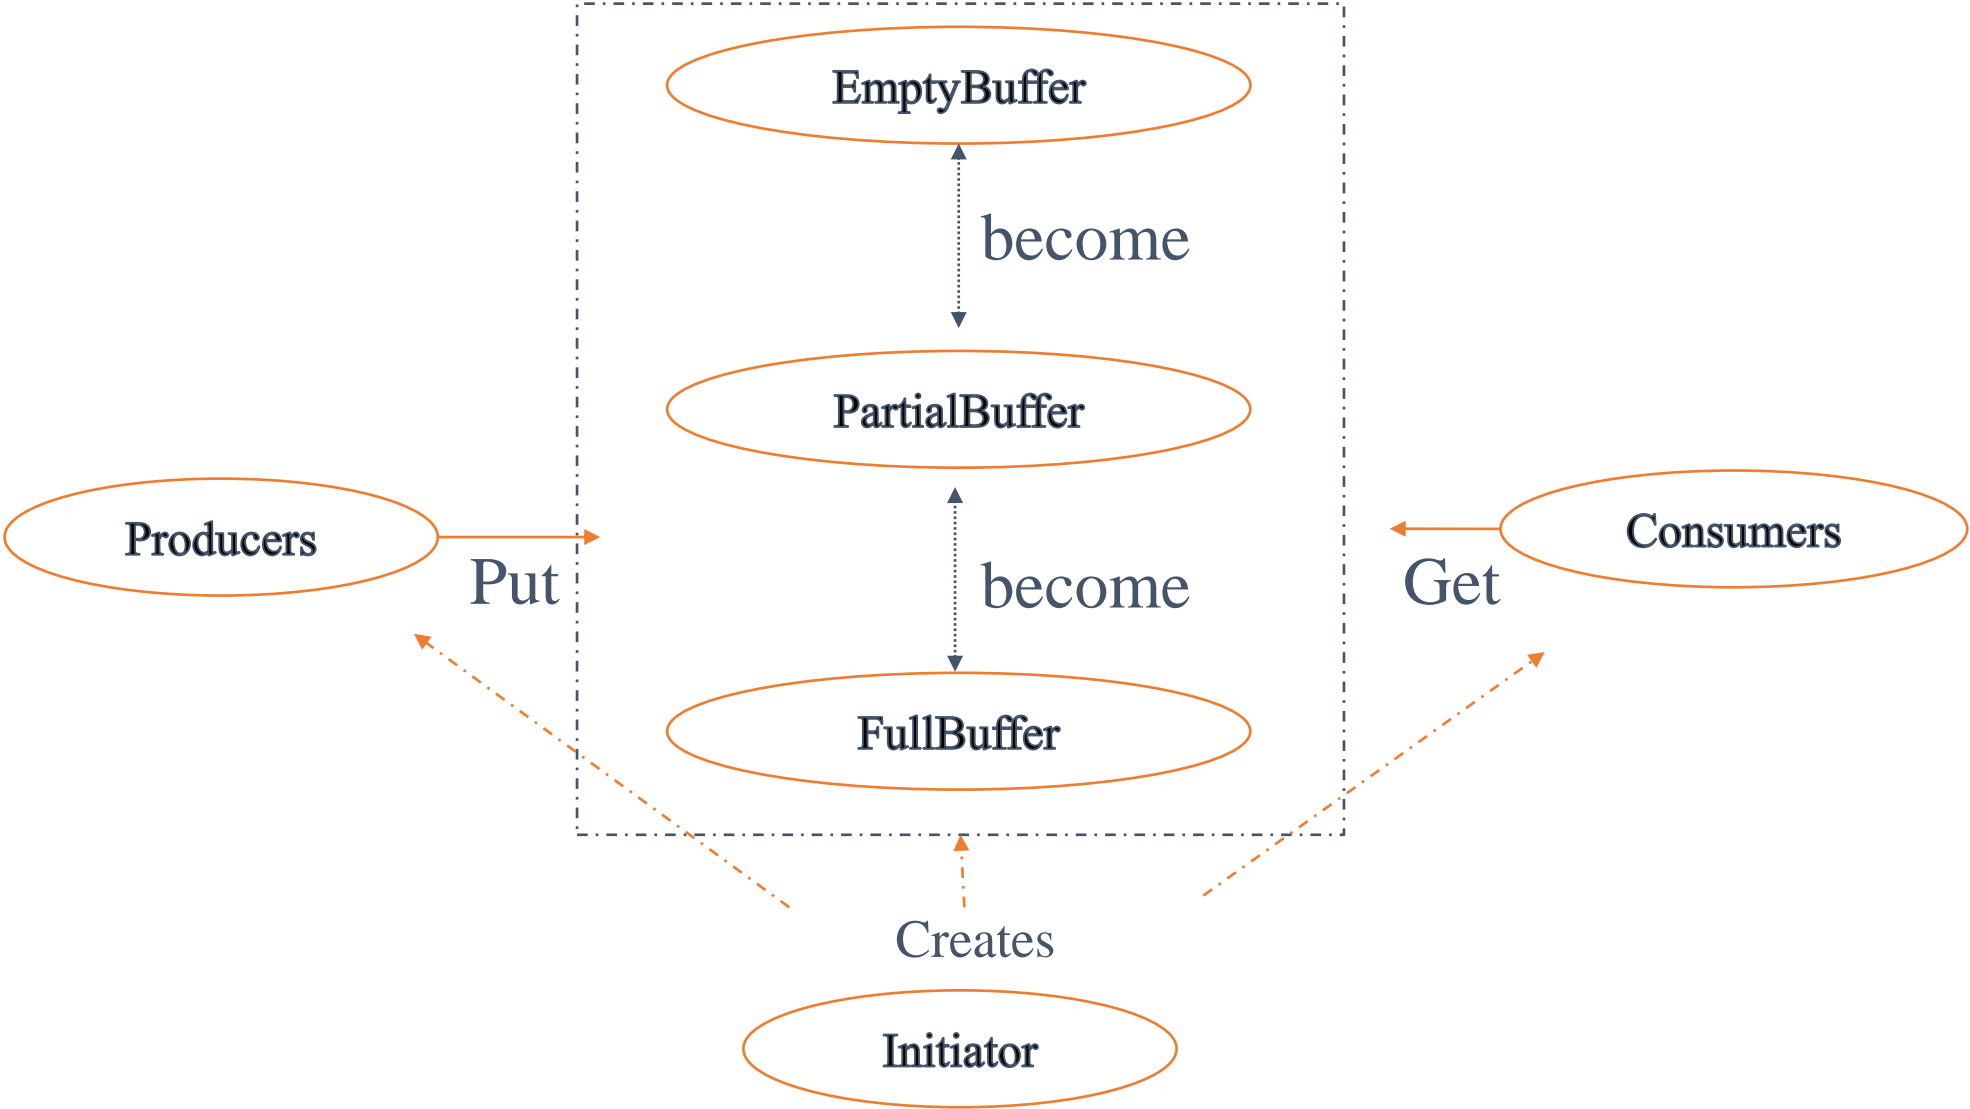 EmptyBuffer
become
PartialBuffer
Producers
Consumers
Put
become
Get
FullBuffer
Creates
Initiator